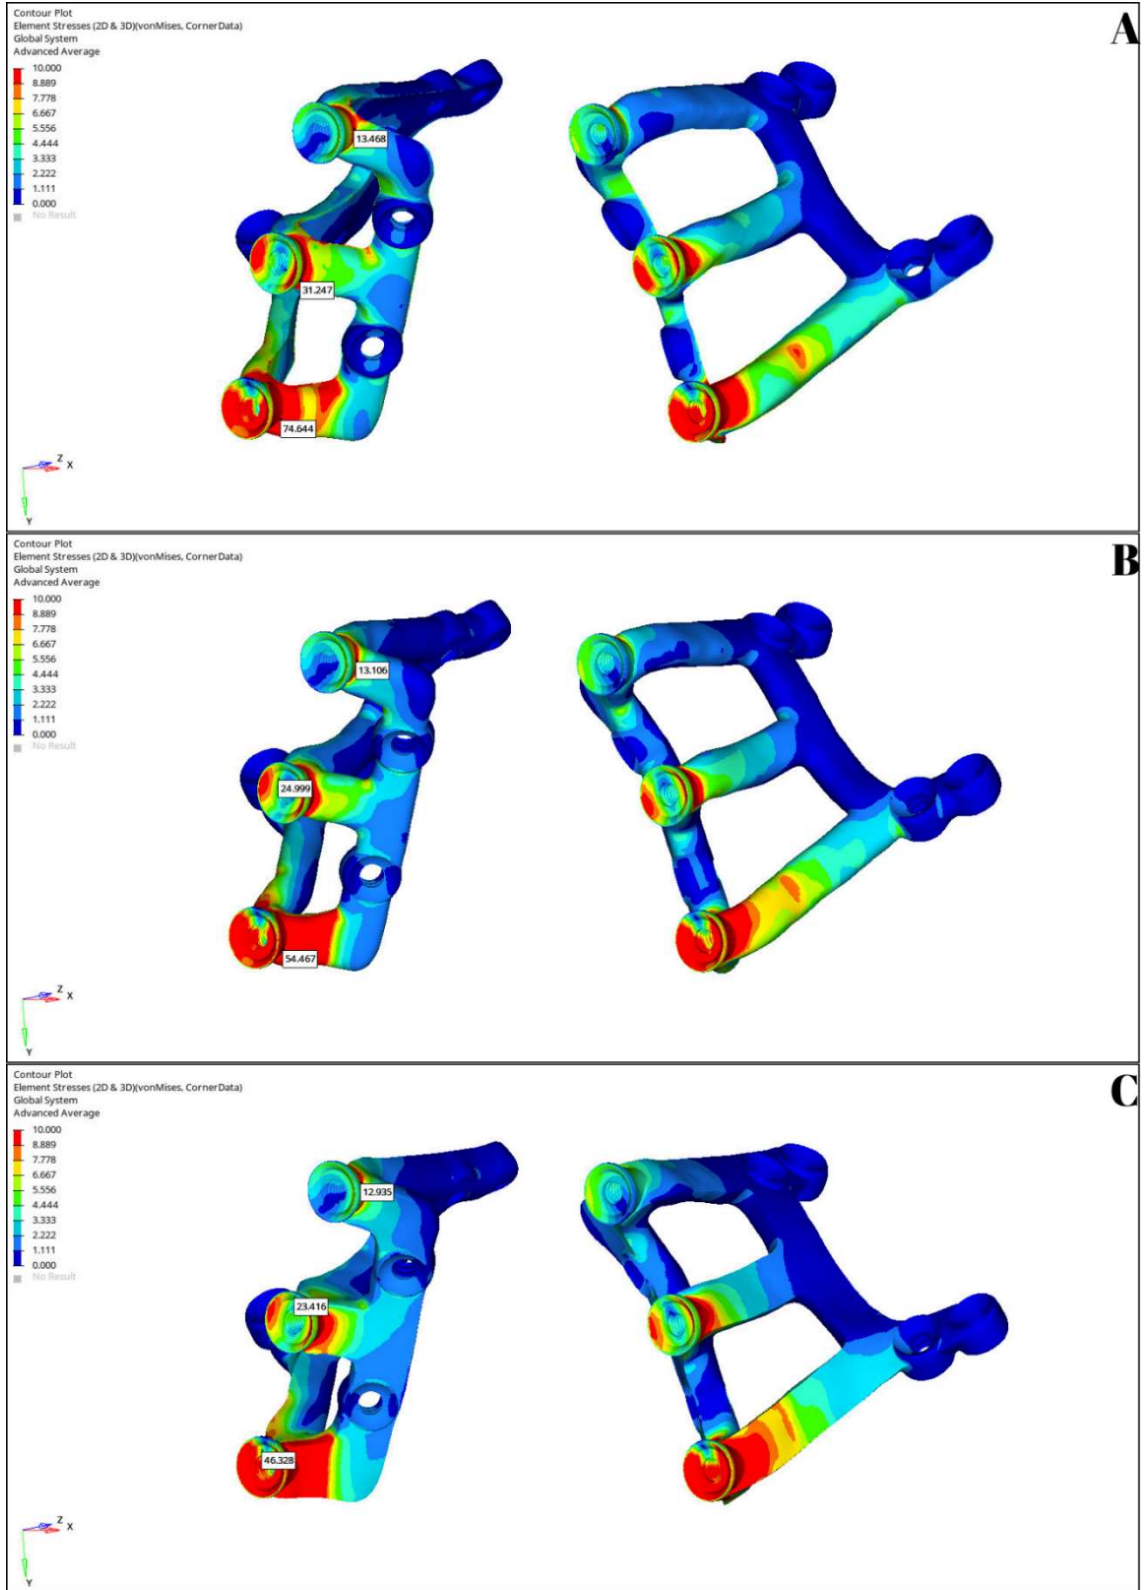 Contour Plot
Element Stresses (2D & 3D)(vonMises, CornerData)
Global System
Advanced Average
10.000
8.889
7.778
6.667
5.556
4.444
3.333
2.222
1.111
0.000
No Result
A
13.468
31.247
74.644
Z
X
Y
Contour Plot
Element Stresses (2D & 3D)(vonMises, CornerData)
Global System
Advanced Average
10.000
8.889
7.778
6.667
5.556
4.444
3.333
2.222
1.111
0.000
No Result
B
13.106
24.999
54.467
Z
X
Y
Contour Plot
Element Stresses (2D & 3D)(vonMises, CornerData)
Global System
Advanced Average
10.000
8.889
7.778
6.667
5.556
4.444
3.333
2.222
1.111
0.000
No Result
C
12.935
23.416
46.328
Z
X
Y